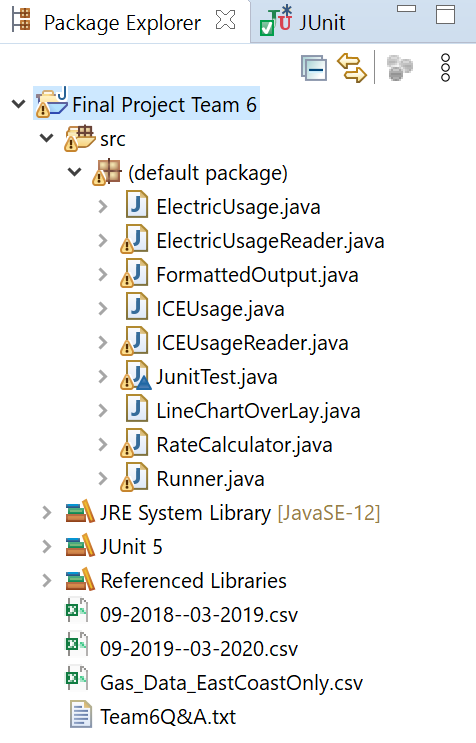 Package Explorer JUnit
Final Project Team 6
src
(default package)
ElectricUsage.java
ElectricUsageReader.java
FormattedOutput.java
ICEUsage.java
ICEUsageReader.java
JunitTest.java
LineChartOverLay.java
RateCalculator.java
Runner.java
JRE System Library [JavaSE-12]
JUnit 5
Referenced Libraries
09-2018--03-2019.csv
09-2019--03-2020.csv
Gas_Data_EastCoastOnly.csv
Team6Q&A.txt